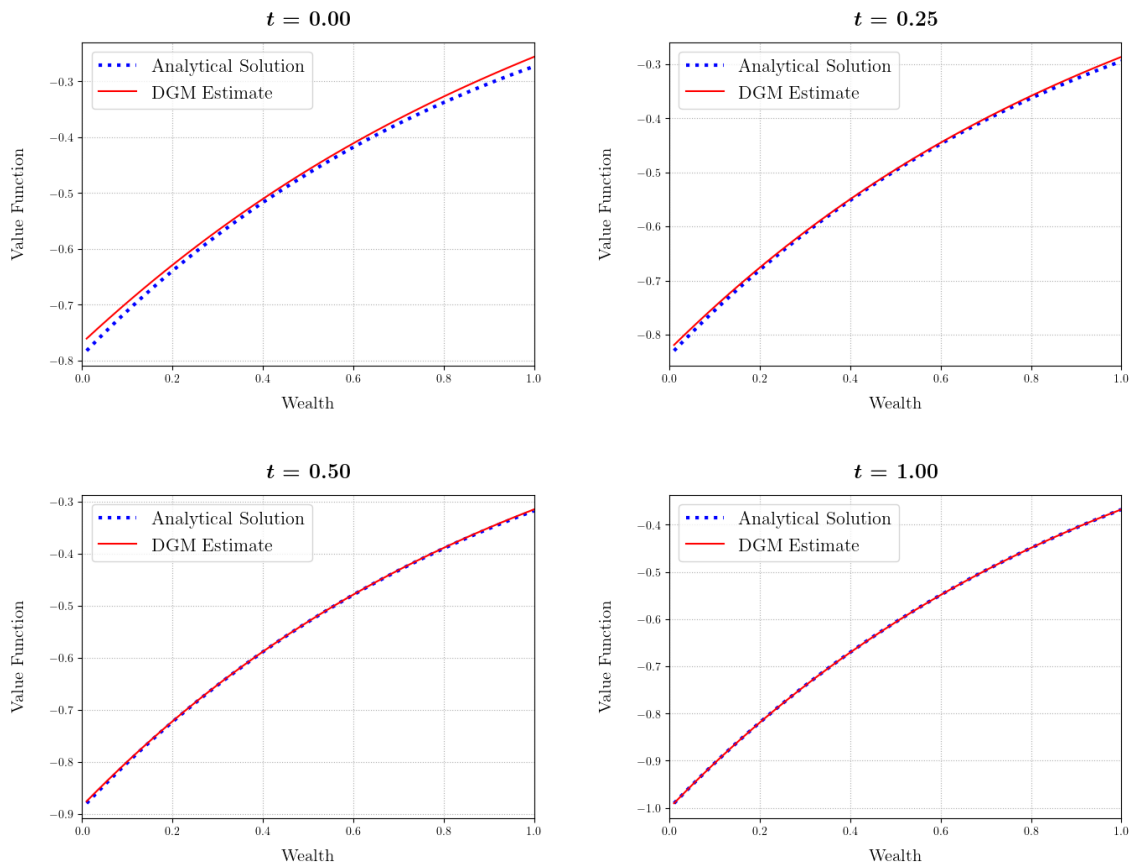 t = 0.00
Analytical Solution
DGM Estimate
−0.3
−0.4
−0.5
−0.6
−0.7
−0.8
Value Function
0.0 0.2 0.4 0.6 0.8 1.0
Wealth
t = 0.25
Analytical Solution
DGM Estimate
−0.3
−0.4
−0.5
−0.6
−0.7
−0.8
Value Function
0.0 0.2 0.4 0.6 0.8 1.0
Wealth
t = 0.50
Analytical Solution
DGM Estimate
−0.3
−0.4
−0.5
−0.6
−0.7
−0.8
−0.9
Value Function
0.0 0.2 0.4 0.6 0.8 1.0
Wealth
t = 1.00
Analytical Solution
DGM Estimate
−0.4
−0.5
−0.6
−0.7
−0.8
−0.9
−1.0
Value Function
0.0 0.2 0.4 0.6 0.8 1.0
Wealth